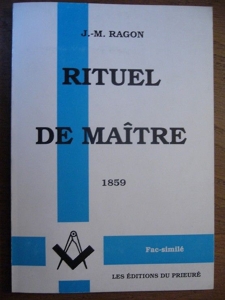 J.-M. RAGON
RITUEL
DE MAÎTRE
1859
Fac-similé
LES ÉDITIONS DU PRIEURÉ